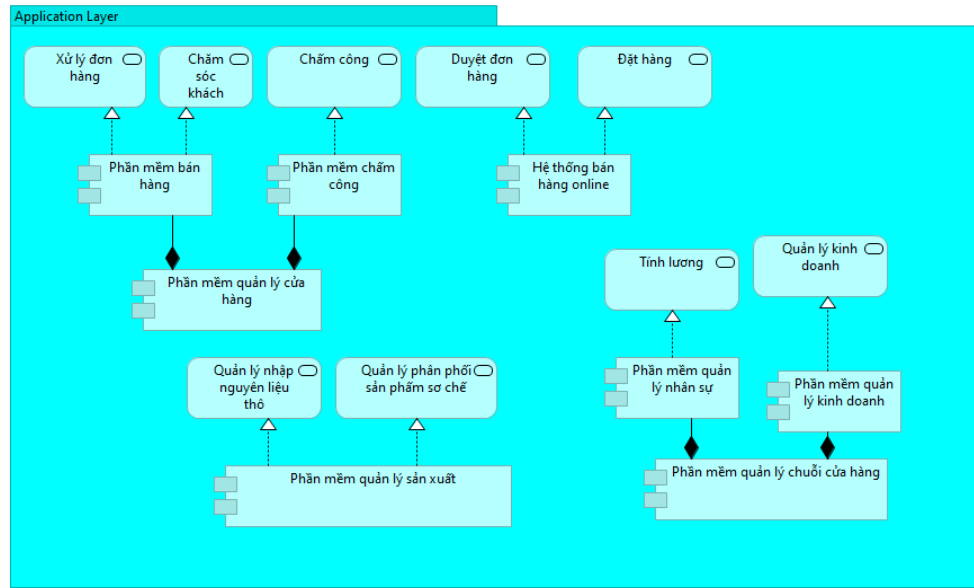 Application Layer
Xử lý đơn
hàng
Chăm
sóc
khách
Chấm công
Duyệt đơn
hàng
Đặt hàng
Phần mềm bán
hàng
Phần mềm chấm
công
Hệ thống bán
hàng online
Phần mềm quản lý cửa
hàng
Tính lương
Quản lý kinh
doanh
Quản lý nhập
nguyên liệu
thô
Quản lý phân phối
sản phẩm sơ chế
Phần mềm quản
lý nhân sự
Phần mềm quản
lý kinh doanh
Phần mềm quản lý sản xuất
Phần mềm quản lý chuỗi cửa hàng